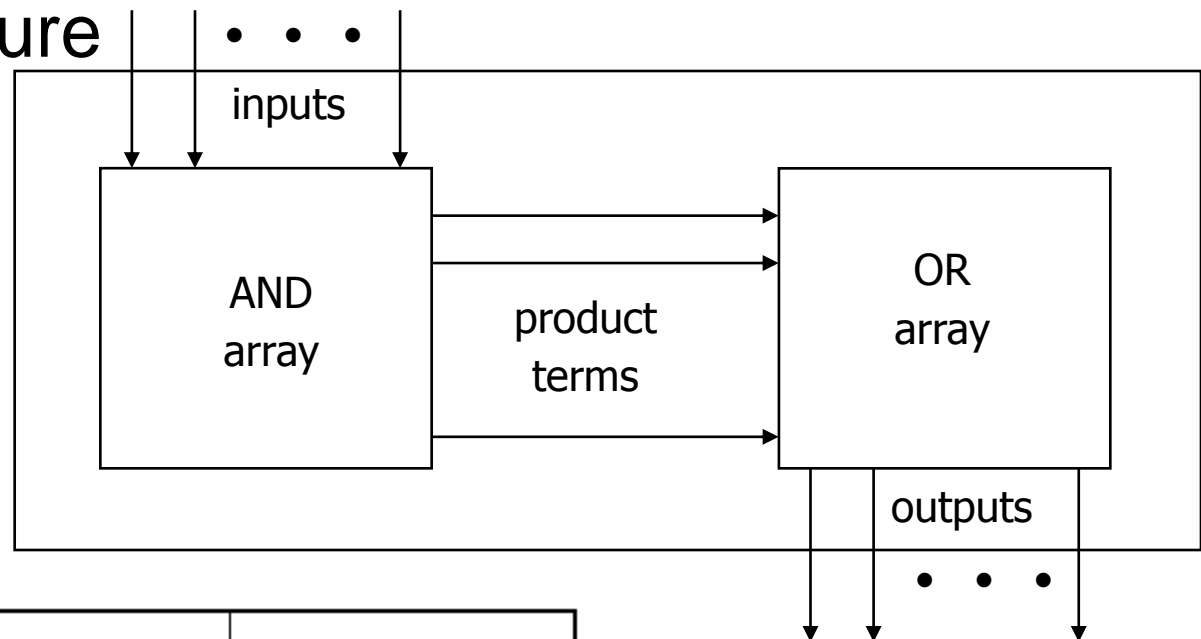 ure
• • •
inputs
AND
array
product
terms
OR
array
outputs
• • •